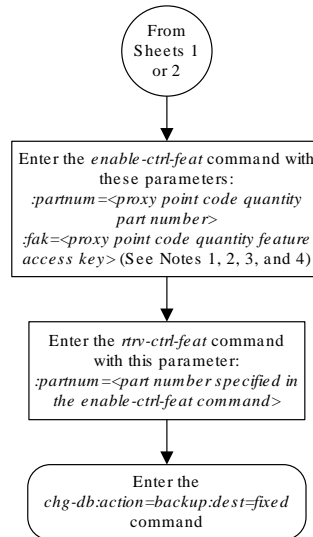 From
Sheets 1
or 2
Enter the enable-ctrl-feat command with
these parameters:
:partnum=<proxy point code quantity
part number>
:fak=<proxy point code quantity feature
access key> (See Notes 1, 2, 3, and 4)
Enter the rtrv-ctrl-feat command
with this parameter:
:partnum=<part number specified in
the enable-ctrl-feat command>
Enter the
chg-db:action=backup:dest=fixed
command